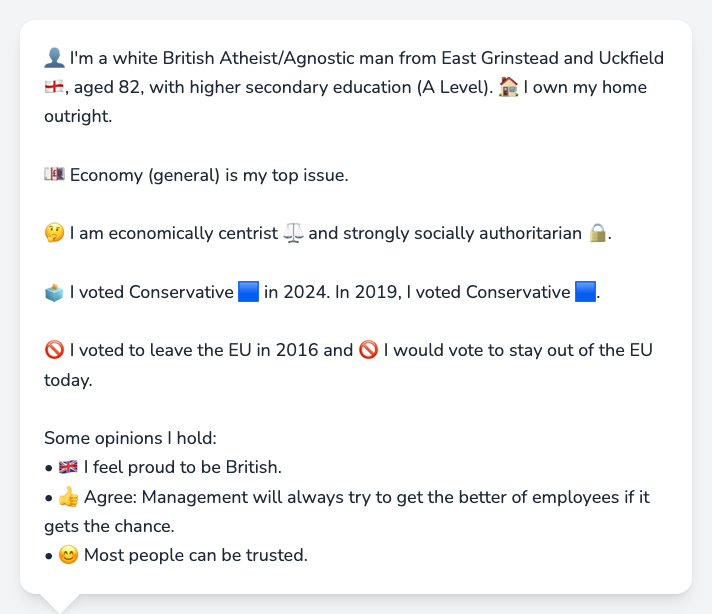 👤 I'm a white British Atheist/Agnostic man from East Grinstead and Uckfield
🏴󠁧󠁢󠁥󠁮󠁧󠁿, aged 82, with higher secondary education (A Level). 🏠 I own my home
outright.
💷 Economy (general) is my top issue.
🤔 I am economically centrist ⚖️ and strongly socially authoritarian 🔒.
🗳️ I voted Conservative 🟦 in 2024. In 2019, I voted Conservative 🟦.
🚫 I voted to leave the EU in 2016 and 🚫 I would vote to stay out of the EU
today.
Some opinions I hold:
• 🇬🇧 I feel proud to be British.
• 👍 Agree: Management will always try to get the better of employees if it
gets the chance.
• 😊 Most people can be trusted.